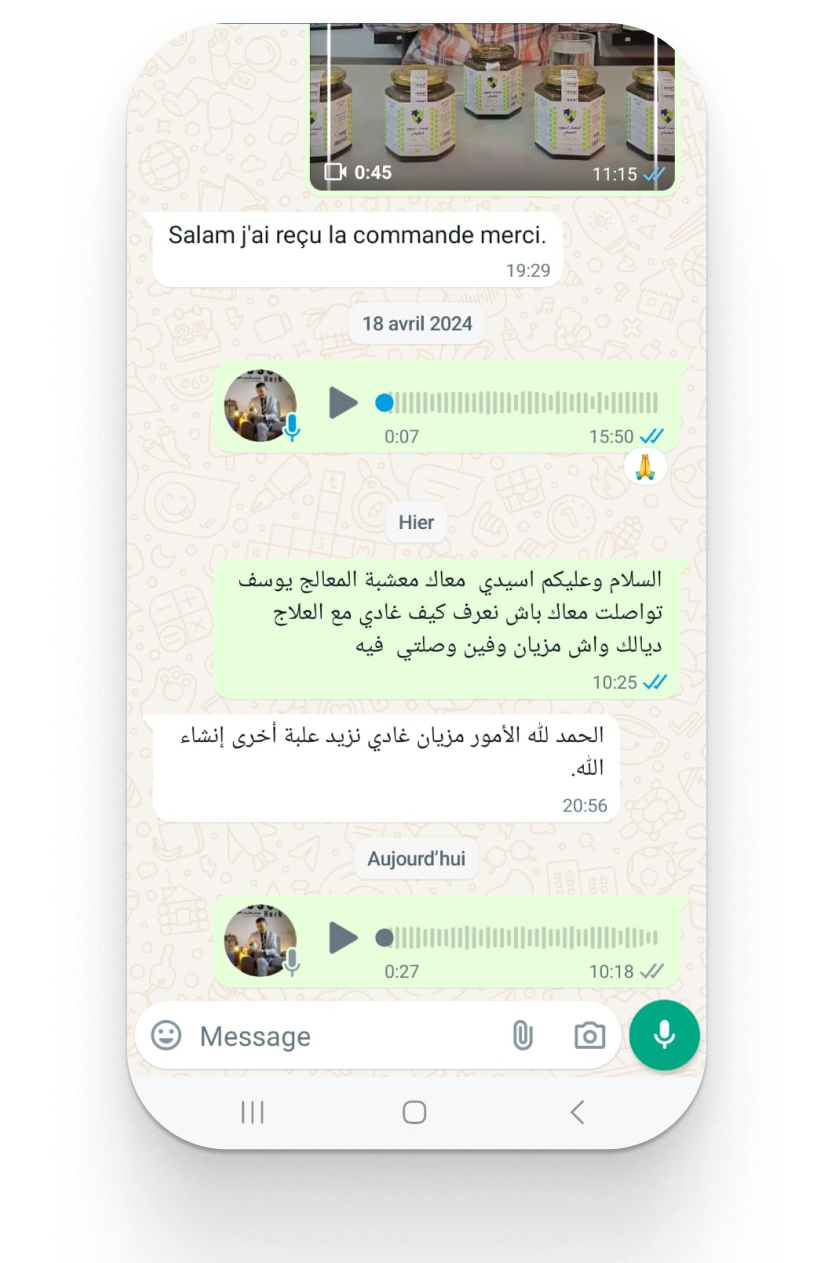 0:45
11:15
Salam j'ai reçu la commande merci.
19:29
18 avril 2024
0:07
15:50
Hier
السلام وعليكم اسيدي معاك معشبة المعالج يوسف
تواصلت معاك باش نعرف كيف غادي مع العلاج
ديالك واش مزيان وفين وصلتي فيه
10:25
الحمد لله الأمور مزيان غادي نزيد علبة أخرى إنشاء
الله.
20:56
Aujourd'hui
0:27
10:18
Message